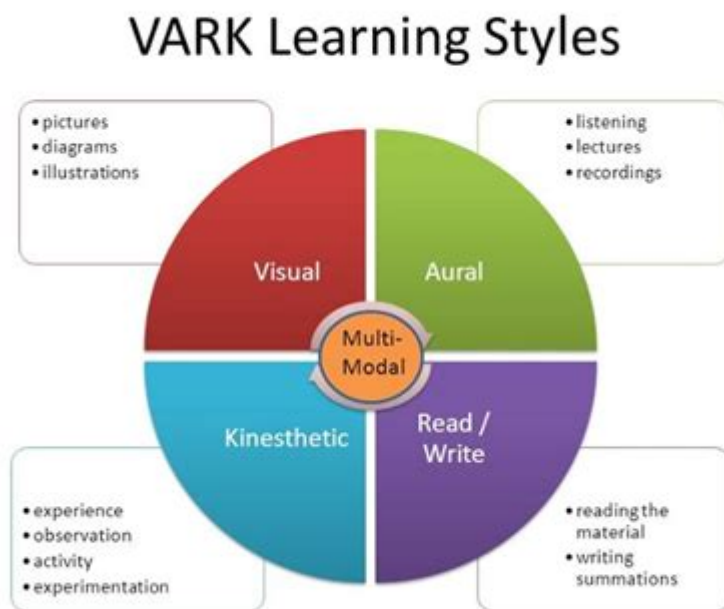 VARK Learning Styles
• pictures
• diagrams
• illustrations
• listening
• lectures
• recordings
Visual
Aural
Multi-
Modal
Kinesthetic
Read /
Write
• experience
• observation
• activity
• experimentation
• reading the
material
• writing
summations